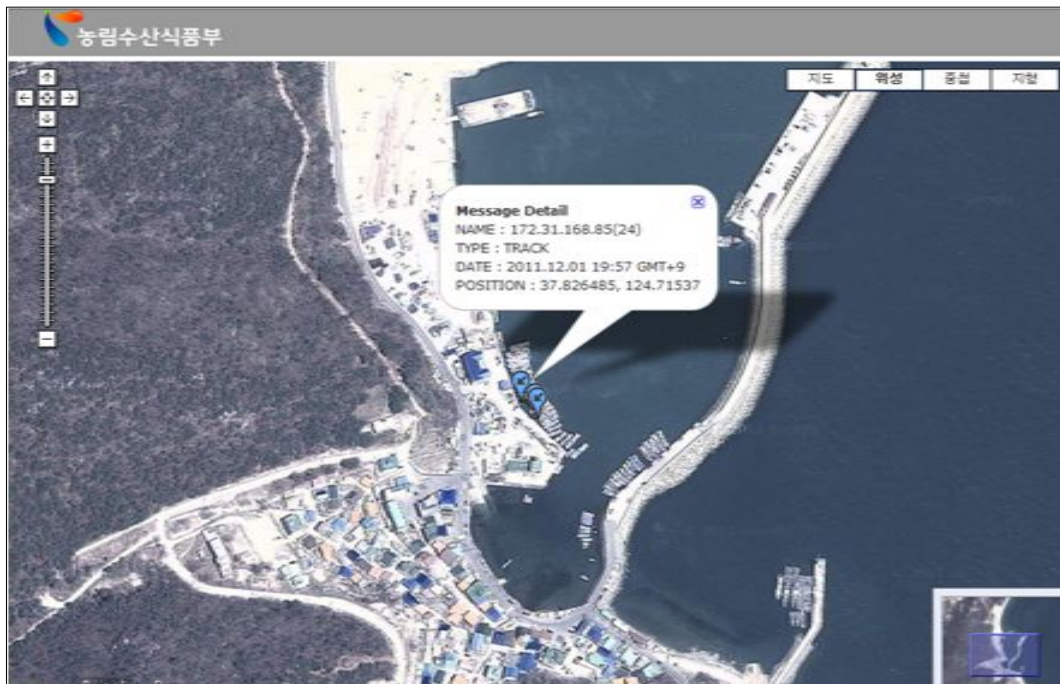 농림수산식품부
지도 위성 중첩 지형
Message Detail
NAME : 172.31.168.85(24)
TYPE : TRACK
DATE : 2011.12.01 19:57 GMT+9
POSITION : 37.826485, 124.71537